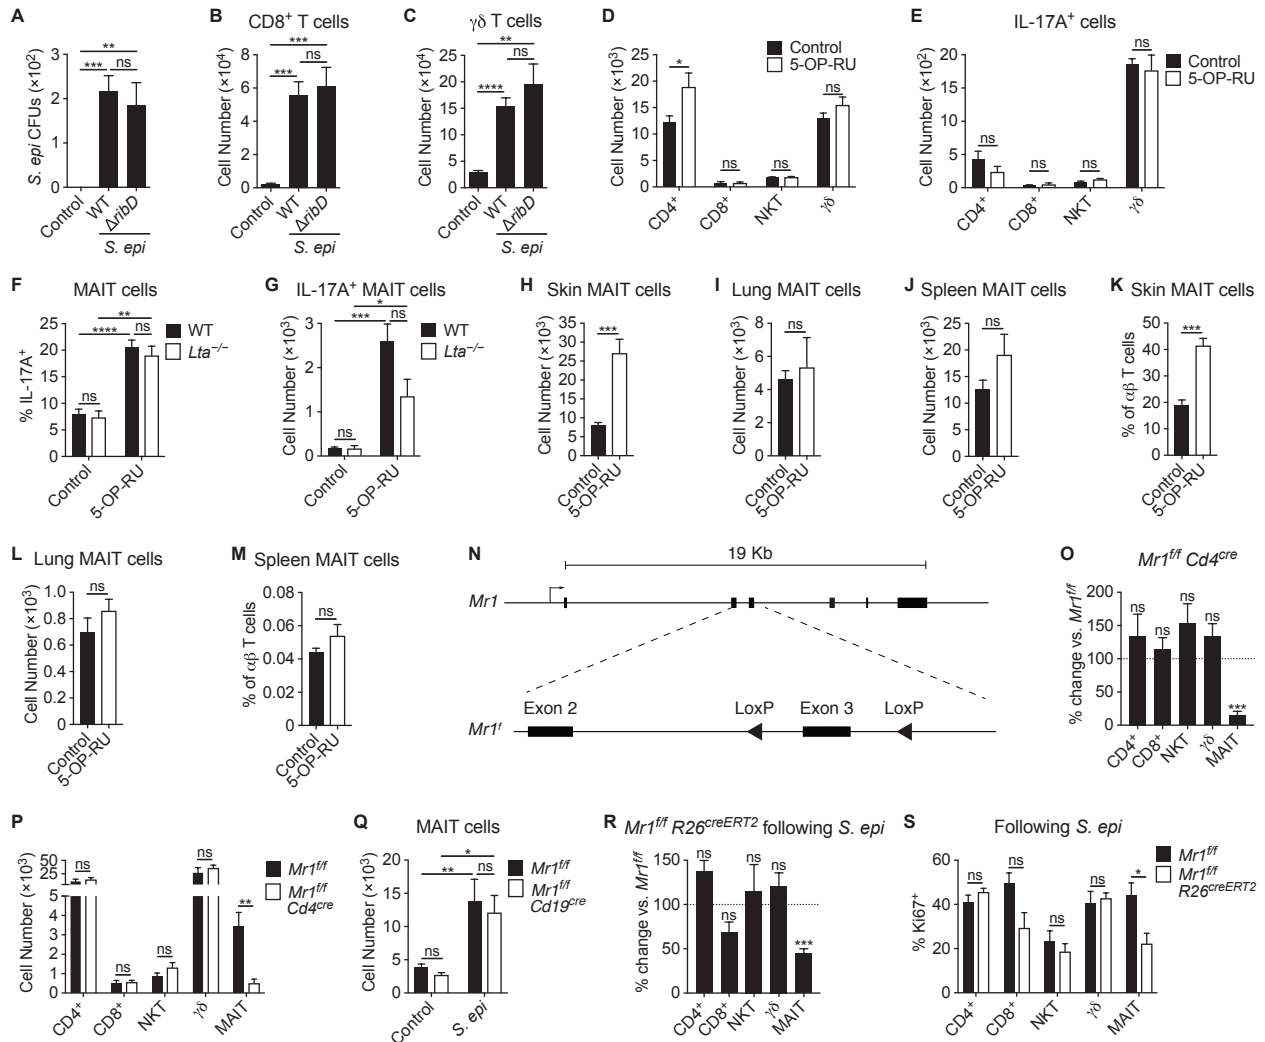 A
S. epi CFUs (×10²)
3
2
1
0
** 
*** ns
Control
WT
ΔribD
S. epi
B
CD8⁺ T cells
Cell Number (×10⁴)
8
6
4
2
0
***
*** ns
Control
WT
ΔribD
S. epi
C
γδ T cells
Cell Number (×10⁴)
25
20
15
10
5
0
**
**** ns
Control
WT
ΔribD
S. epi
D
Cell Number (×10³)
25
20
15
10
5
0
* ns ns ns
Control
5-OP-RU
CD4⁺
CD8⁺
NKT
γδ
E
IL-17A⁺ cells
Cell Number (×10²)
20
15
10
5
0
ns ns ns ns
Control
5-OP-RU
CD4⁺
CD8⁺
NKT
γδ
F
MAIT cells
% IL-17A⁺
25
20
15
10
5
0
**
**** ns
ns
WT
Lta⁻/⁻
Control
5-OP-RU
G
IL-17A⁺ MAIT cells
Cell Number (×10³)
3
2
1
0
*
*** ns
ns
WT
Lta⁻/⁻
Control
5-OP-RU
H
Skin MAIT cells
Cell Number (×10³)
35
30
25
20
15
10
5
0
***
Control
5-OP-RU
I
Lung MAIT cells
Cell Number (×10³)
8
6
4
2
0
ns
Control
5-OP-RU
J
Spleen MAIT cells
Cell Number (×10³)
25
20
15
10
5
0
ns
Control
5-OP-RU
K
Skin MAIT cells
% of αβ T cells
50
40
30
20
10
0
***
Control
5-OP-RU
L
Lung MAIT cells
Cell Number (×10³)
1.0
0.8
0.6
0.4
0.2
0
ns
Control
5-OP-RU
M
Spleen MAIT cells
% of αβ T cells
0.08
0.06
0.04
0.02
0
ns
Control
5-OP-RU
N
19 Kb
Mr1
Exon 2
LoxP
Exon 3
LoxP
Mr1ᶠ
O
Mr1ᶠ/ᶠ Cd4ᶜʳᵉ
% change vs. Mr1ᶠ/ᶠ
200
150
100
50
0
ns ns ns ns ***
CD4⁺
CD8⁺
NKT
γδ
MAIT
P
Cell Number (×10³)
50
25
5
4
3
2
1
0
ns ns ns ns **
Mr1ᶠ/ᶠ
Mr1ᶠ/ᶠ
Cd4ᶜʳᵉ
CD4⁺
CD8⁺
NKT
γδ
MAIT
Q
MAIT cells
Cell Number (×10³)
20
15
10
5
0
*
** ns
ns
Mr1ᶠ/ᶠ
Mr1ᶠ/ᶠ
Cd19ᶜʳᵉ
Control
S. epi
R
Mr1ᶠ/ᶠ R26ᶜʳᵉᴱᴿᵀ² following S. epi
% change vs. Mr1ᶠ/ᶠ
150
100
50
0
ns ns ns ns ***
CD4⁺
CD8⁺
NKT
γδ
MAIT
S
Following S. epi
% Ki67⁺
60
40
20
0
ns ns ns ns *
Mr1ᶠ/ᶠ
Mr1ᶠ/ᶠ
R26ᶜʳᵉᴱᴿᵀ²
CD4⁺
CD8⁺
NKT
γδ
MAIT